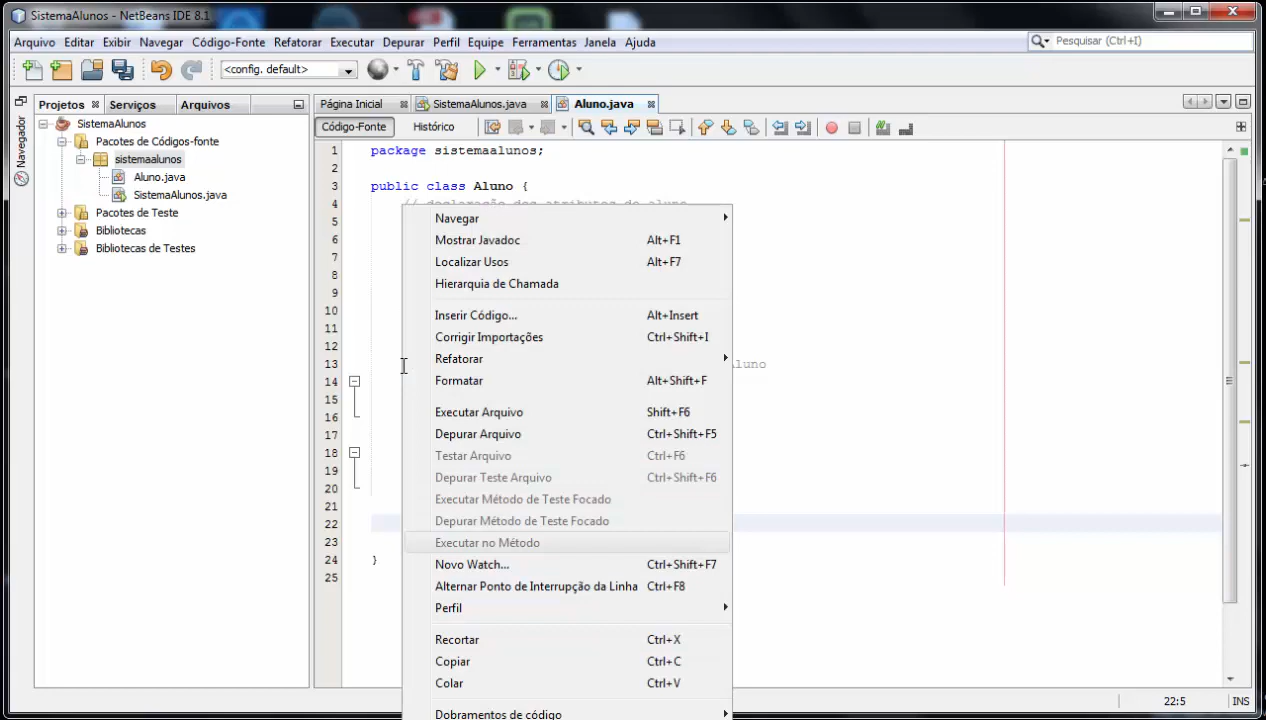 SistemaAlunos - NetBeans IDE 8.1
Arquivo Editar Exibir Navegar Código-Fonte Refatorar Executar Depurar Perfil Equipe Ferramentas Janela Ajuda
Pesquisar (Ctrl+I)
<config. default>
Projetos Serviços Arquivos
Página Inicial SistemaAlunos.java Aluno.java
Navegador
SistemaAlunos
Pacotes de Códigos-fonte
sistemaalunos
Aluno.java
SistemaAlunos.java
Pacotes de Teste
Bibliotecas
Bibliotecas de Testes
Código-Fonte Histórico
1 package sistemaalunos;
2
3 public class Aluno {
4 // declaração dos atributos do aluno
5
6
7
8
9
10
11
12
13 Aluno
14
15
16
17
18
19
20
21
22
23
24 }
25
Navegar
Mostrar Javadoc Alt+F1
Localizar Usos Alt+F7
Hierarquia de Chamada
Inserir Código... Alt+Insert
Corrigir Importações Ctrl+Shift+I
Refatorar
Formatar Alt+Shift+F
Executar Arquivo Shift+F6
Depurar Arquivo Ctrl+Shift+F5
Testar Arquivo Ctrl+F6
Depurar Teste Arquivo Ctrl+Shift+F6
Executar Método de Teste Focado
Depurar Método de Teste Focado
Executar no Método
Novo Watch... Ctrl+Shift+F7
Alternar Ponto de Interrupção da Linha Ctrl+F8
Perfil
Recortar Ctrl+X
Copiar Ctrl+C
Colar Ctrl+V
Dobramentos de código
22:5 INS